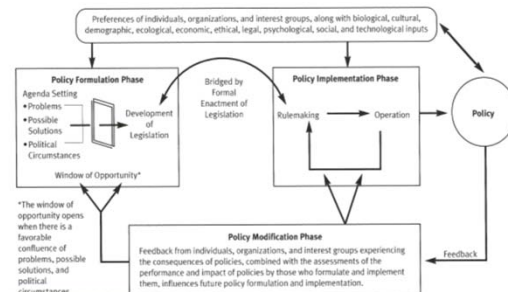 Preferences of individuals, organizations, and interest groups, along with biological, cultural,
demographic, ecological, economic, ethical, legal, psychological, social, and technological inputs
Policy Formulation Phase
Agenda Setting
•Problems
•Possible
Solutions
•Political
Circumstances
Development
of
Legislation
Window of Opportunity*
Bridged by
Formal
Enactment of
Legislation
Policy Implementation Phase
Rulemaking
Operation
Policy
*The window of
opportunity opens
when there is a
favorable
confluence of
problems, possible
solutions, and
political
circumstances
Policy Modification Phase
Feedback from individuals, organizations, and interest groups experiencing
the consequences of policies, combined with the assessments of the
performance and impact of policies by those who formulate and implement
them, influences future policy formulation and implementation.
Feedback